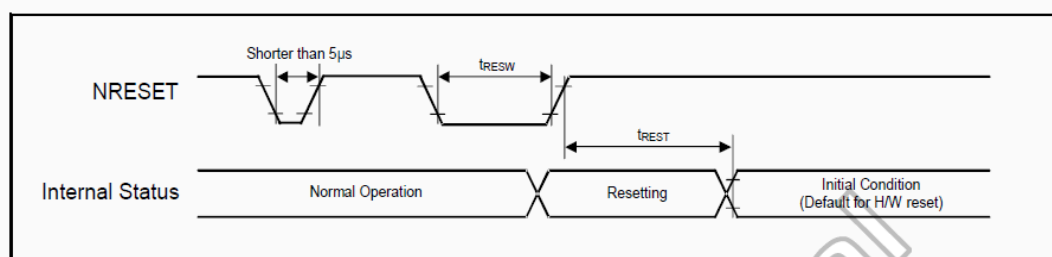 Shorter than 5µs
tRESW
NRESET
tREST
Internal Status
Normal Operation
Resetting
Initial Condition
(Default for H/W reset)